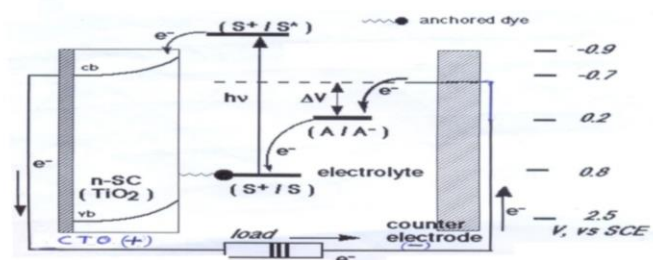 (S⁺ / S*)
anchored dye
e⁻
cb
-0.9
-0.7
hν
ΔV
e⁻
(A / A⁻)
0.2
e⁻
e⁻
n-SC
(TiO₂)
electrolyte
(S⁺ / S)
0.8
Vb
counter
electrode
e⁻
2.5
V, vs SCE
CTO (+)
load
(-)
e⁻